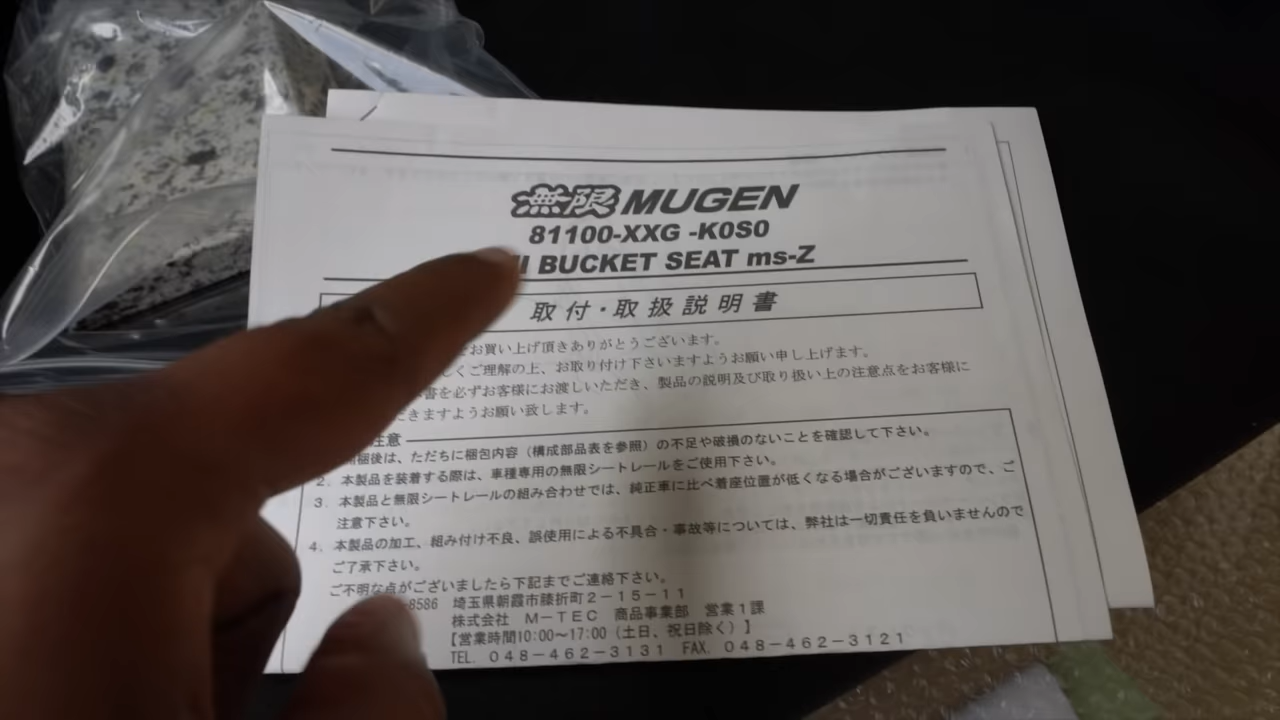 無限 MUGEN
81100-XXG -K0S0
BUCKET SEAT ms-Z
取付・取扱説明書
お買い上げ頂きありがとうございます。
くご理解の上、お取り付け下さいますようお願い申し上げます。
書を必ずお客様にお渡しいただき、製品の説明及び取り扱い上の注意点をお客様に
きますようお願い致します。
注意
梱後は、ただちに梱包内容（構成部品表を参照）の不足や破損のないことを確認して下さい。
2. 本製品を装着する際は、車種専用の無限シートレールをご使用下さい。
3. 本製品と無限シートレールの組み合わせでは、純正車に比べ着座位置が低くなる場合がございますので、ご
注意下さい。
4. 本製品の加工、組み付け不良、誤使用による不具合・事故等については、弊社は一切責任を負いませんので
ご了承下さい。
ご不明な点がございましたら下記までご連絡下さい。
-8586 埼玉県朝霞市膝折町２－１５－１１
株式会社 Ｍ－ＴＥＣ 商品事業部 営業１課
【営業時間10:00～17:00（土日、祝日除く）】
TEL. ０４８－４６２－３１３１ FAX. ０４８－４６２－３１２１